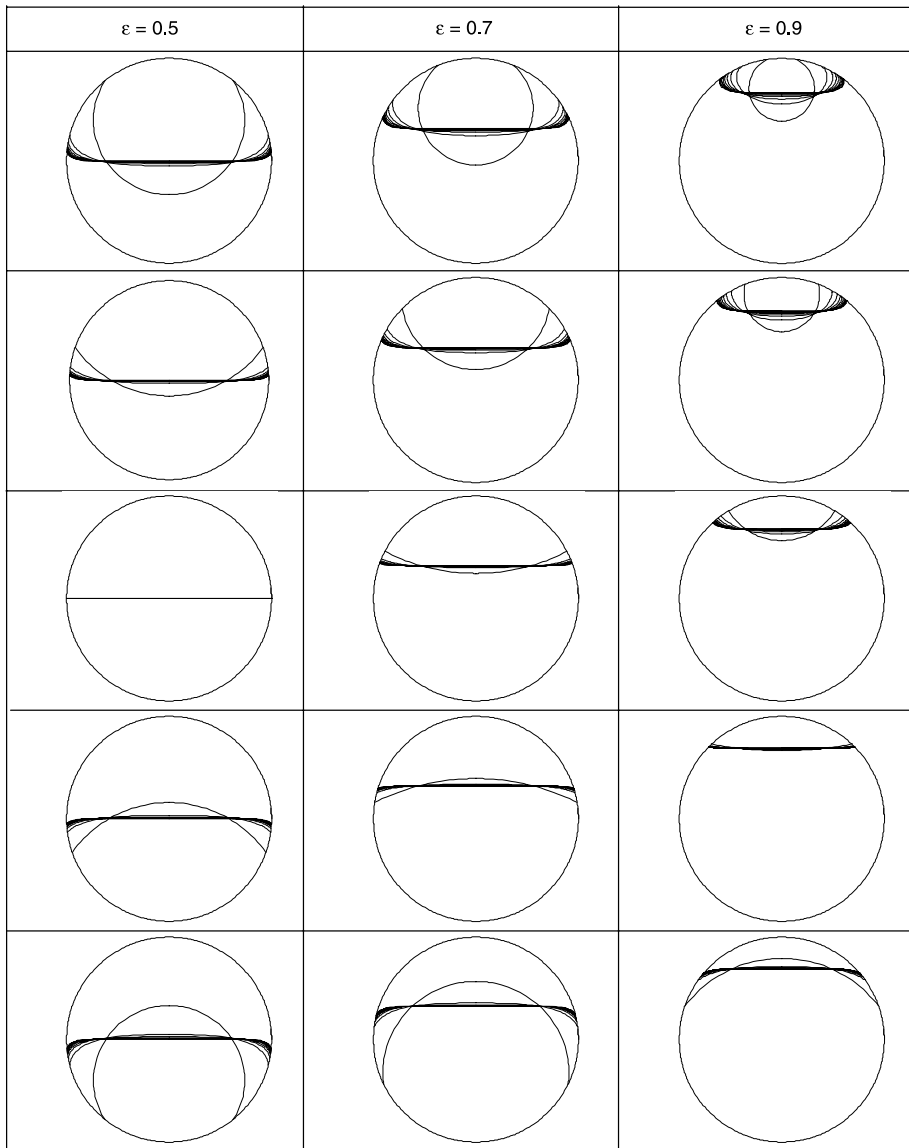 ε = 0.5
ε = 0.7
ε = 0.9